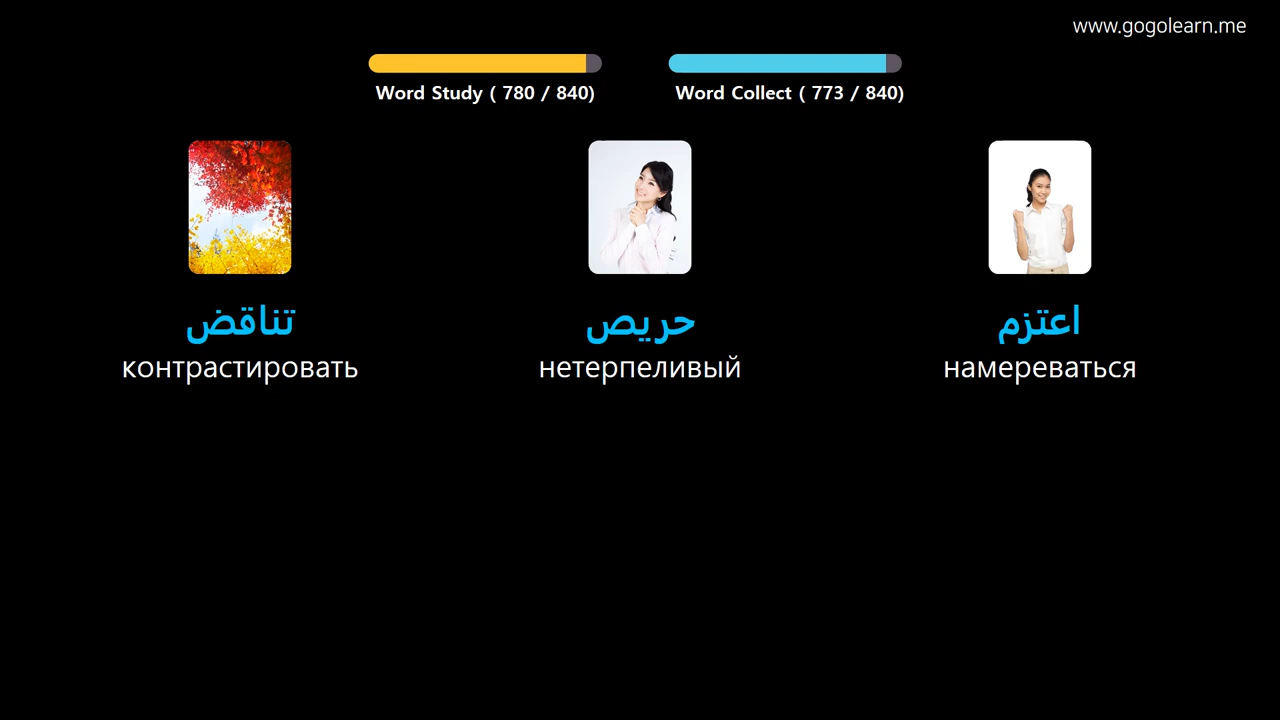 www.gogolearn.me
Word Study ( 780 / 840)
Word Collect ( 773 / 840)
تناقض
حريص
اعتزم
контрастировать
нетерпеливый
намереваться